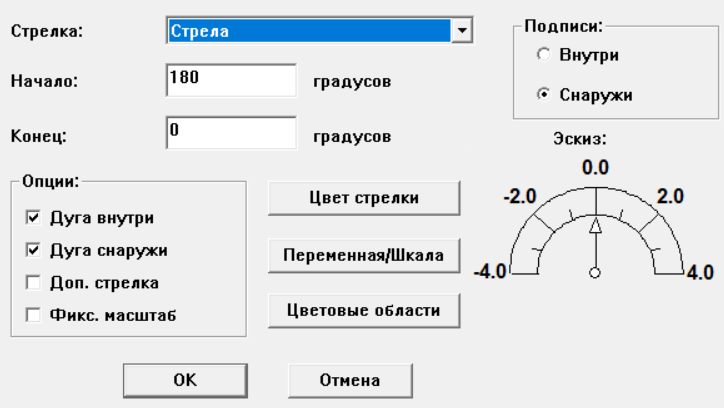 Стрелка: Стрела
Начало: 180 градусов
Конец: 0 градусов
Подписи:
Внутри
Снаружи
Опции:
Дуга внутри
Дуга снаружи
Доп. стрелка
Фикс. масштаб
Цвет стрелки
Переменная/Шкала
Цветовые области
Эскиз:
0.0
-2.0 2.0
-4.0 4.0
OK Отмена